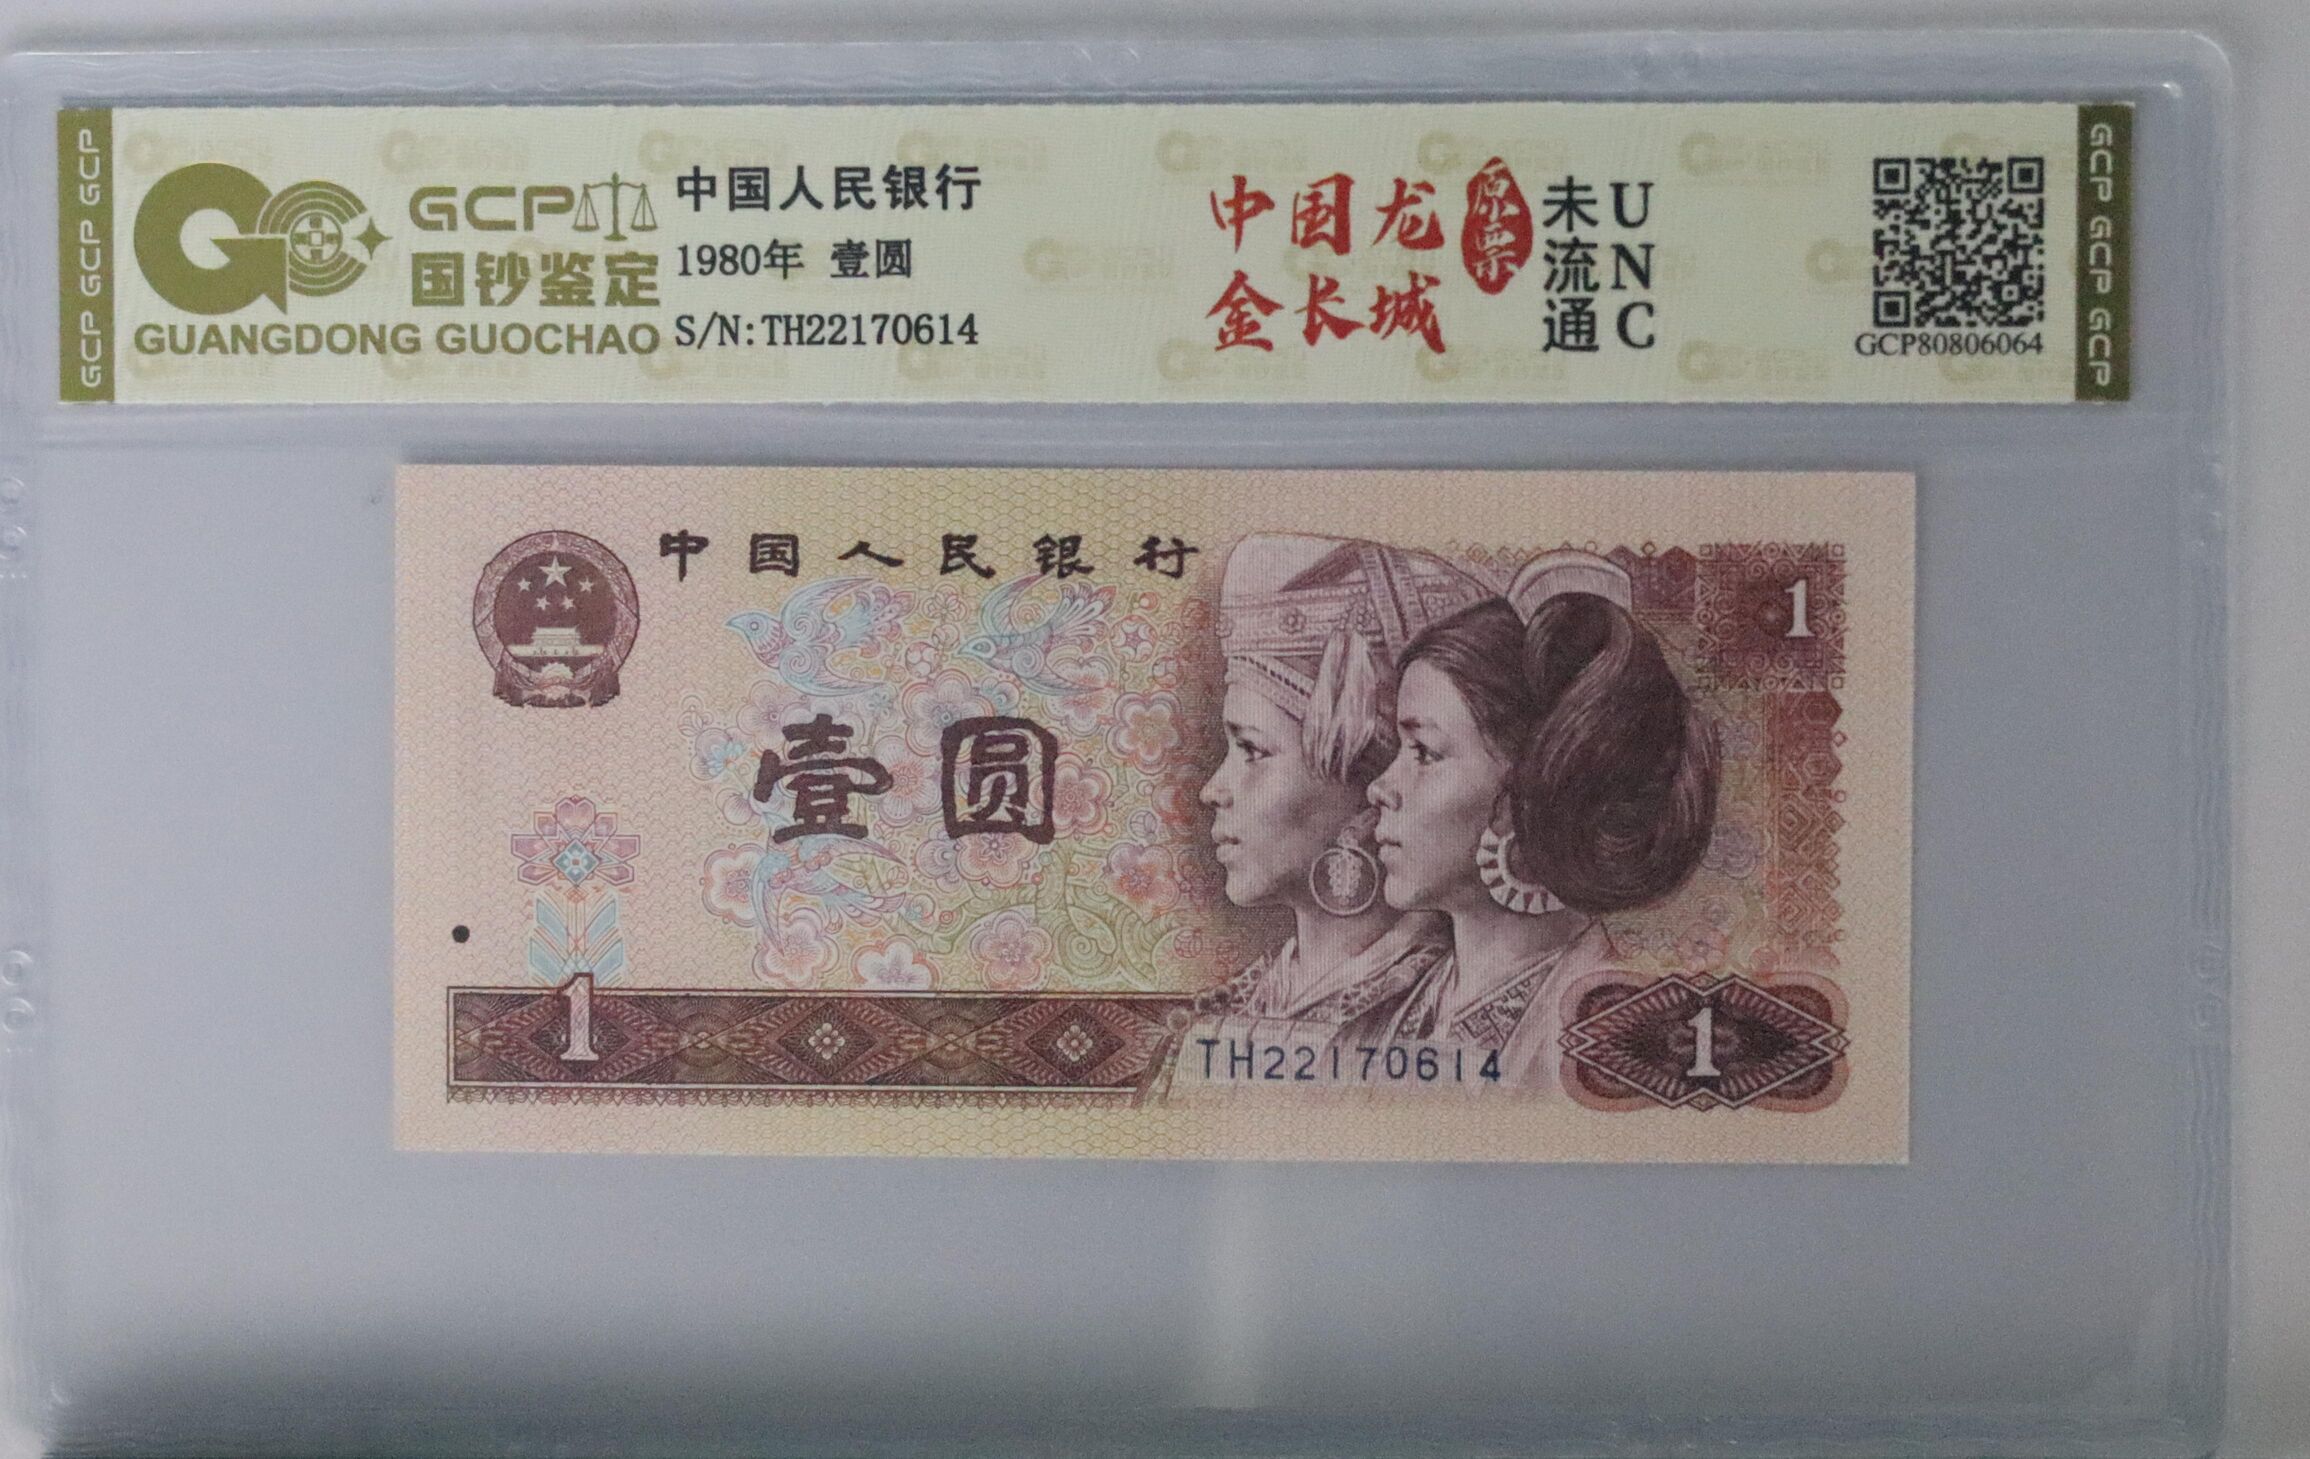 GCP GCP GCP
GCP
国钞鉴定
GUANGDONG GUOCHAO
中国人民银行
1980年 壹圆
S/N:TH22170614
中国龙
金长城
原票
未流通
UNC
GCP80806064
GCP GCP GCP
中国人民银行
1
壹圆
1
TH22170614
1